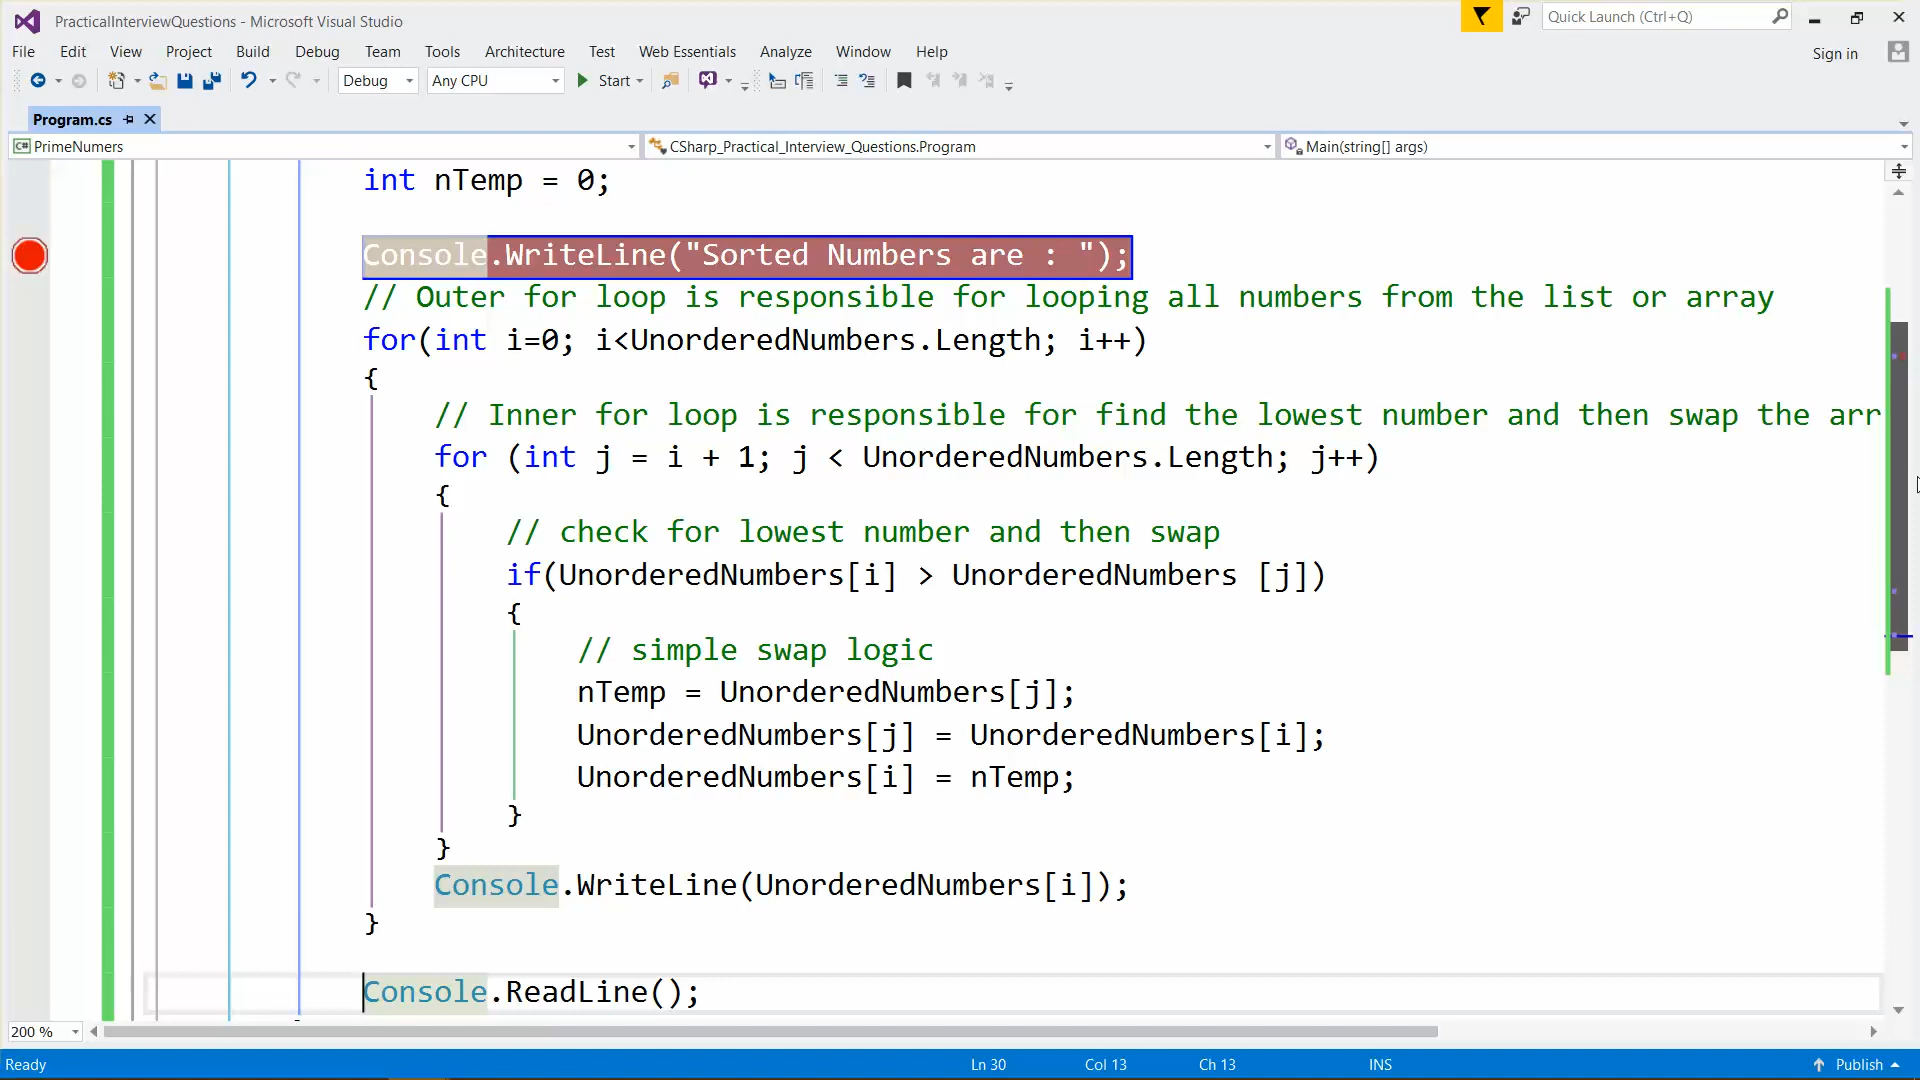 PracticalInterviewQuestions - Microsoft Visual Studio
Quick Launch (Ctrl+Q)
File Edit View Project Build Debug Team Tools Architecture Test Web Essentials Analyze Window Help
Sign in
Debug Any CPU Start
Program.cs
C# PrimeNumers
CSharp_Practical_Interview_Questions.Program
Main(string[] args)
int nTemp = 0;
Console.WriteLine("Sorted Numbers are : ");
// Outer for loop is responsible for looping all numbers from the list or array
for(int i=0; i<UnorderedNumbers.Length; i++)
{
// Inner for loop is responsible for find the lowest number and then swap the arr
for (int j = i + 1; j < UnorderedNumbers.Length; j++)
{
// check for lowest number and then swap
if(UnorderedNumbers[i] > UnorderedNumbers [j])
{
// simple swap logic
nTemp = UnorderedNumbers[j];
UnorderedNumbers[j] = UnorderedNumbers[i];
UnorderedNumbers[i] = nTemp;
}
}
Console.WriteLine(UnorderedNumbers[i]);
}
Console.ReadLine();
200 %
Ready Ln 30 Col 13 Ch 13 INS Publish